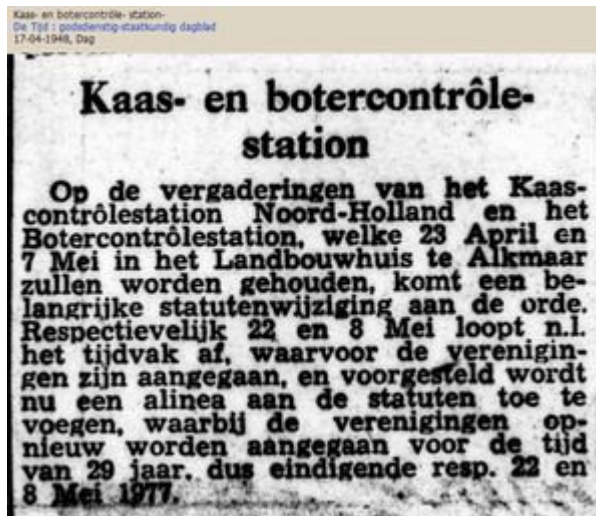 Kaas- en botercontrôle- station-
De Tijd : godsdienstig-staatkundig dagblad
17-04-1948, Dag
Kaas- en botercontrôle-
station
Op de vergaderingen van het Kaas-
contrôlestation Noord-Holland en het
Botercontrôlestation, welke 23 April en
7 Mei in het Landbouwhuis te Alkmaar
zullen worden gehouden, komt een be-
langrijke statutenwijziging aan de orde.
Respectievelijk 22 en 8 Mei loopt n.l.
het tijdvak af, waarvoor de verenigin-
gen zijn aangegaan, en voorgesteld wordt
nu een alinea aan de statuten toe te
voegen, waarbij de verenigingen op-
nieuw worden aangegaan voor de tijd
van 29 jaar, dus eindigende resp. 22 en
8 Mei 1977.